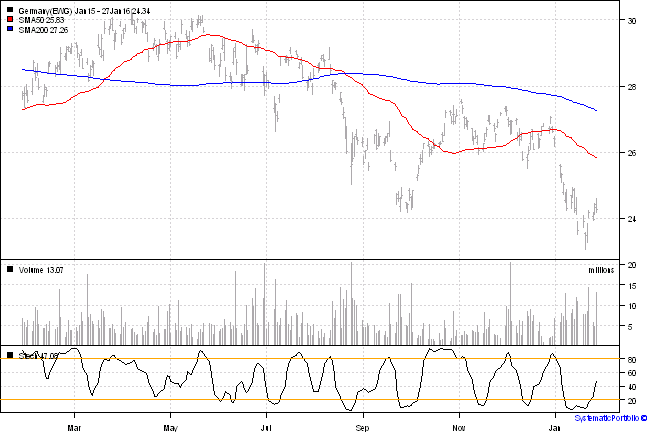 Germany(EWG) Jan15 - 27Jan16 24.34
SMA50 25.83
SMA200 27.26
30
28
26
24
Volume 13.07
millions
20
15
10
5
80
60
40
20
Mar
May
Jul
Sep
Nov
Jan
SystematicPortfolio ©